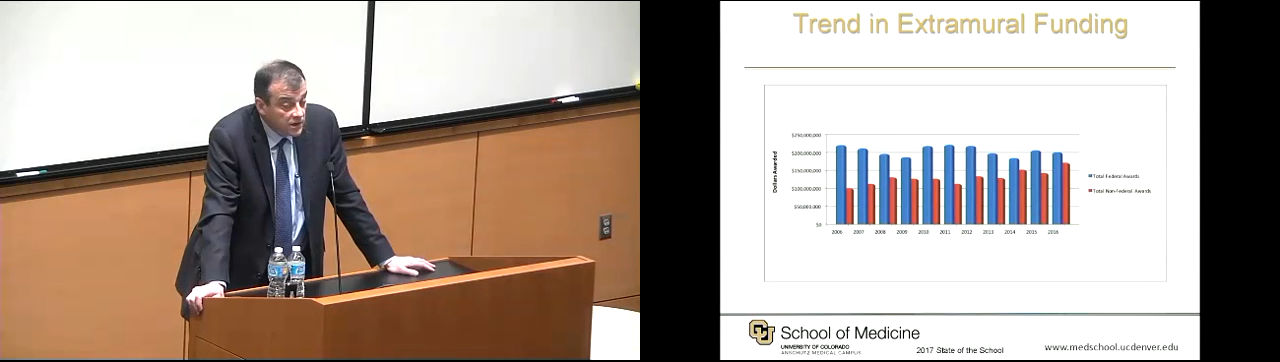 Trend in Extramural Funding
$250,000,000
$200,000,000
$150,000,000
$100,000,000
$50,000,000
$0
Dollars Awarded
2006 2007 2008 2009 2010 2011 2012 2013 2014 2015 2016
Total Federal Awards
Total Non-Federal Awards
CU
School of Medicine
UNIVERSITY OF COLORADO
ANSCHUTZ MEDICAL CAMPUS
2017 State of the School
www.medschool.ucdenver.edu